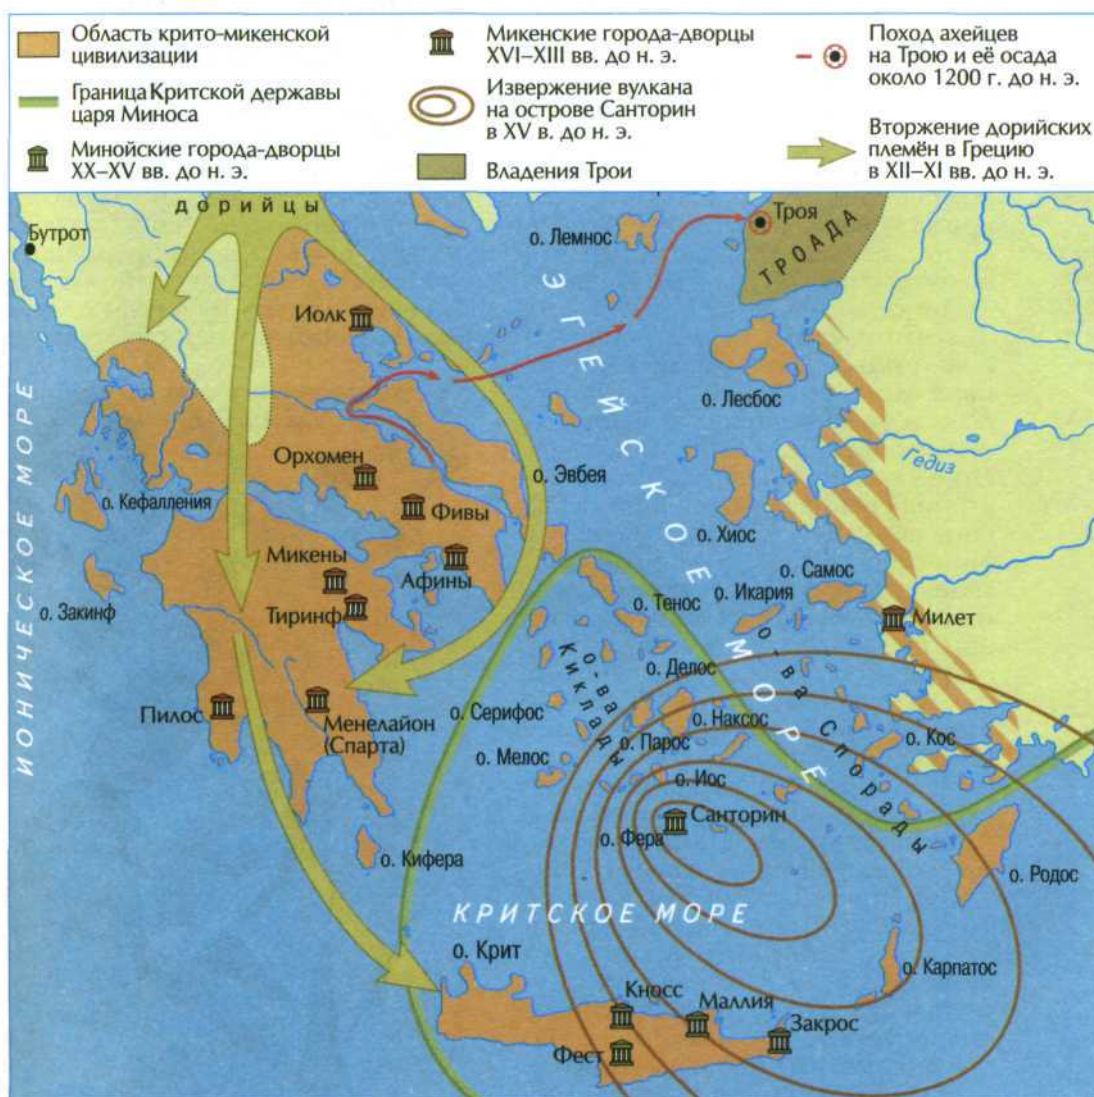 Область крито-микенской
цивилизации
Граница Критской державы
царя Миноса
Минойские города-дворцы
XX–XV вв. до н. э.
Микенские города-дворцы
XVI–XIII вв. до н. э.
Извержение вулкана
на острове Санторин
в XV в. до н. э.
Владения Трои
Поход ахейцев
на Трою и её осада
около 1200 г. до н. э.
Вторжение дорийских
племён в Грецию
в XII–XI вв. до н. э.
дорийцы
Бутрот
о. Лемнос
Троя
ТРОАДА
ЭГЕЙСКОЕ МОРЕ
Иолк
о. Лесбос
ИОНИЧЕСКОЕ МОРЕ
Гедиз
Орхомен
о. Эвбея
о. Кефалления
Фивы
о. Хиос
Микены
Афины
о. Самос
о. Икария
о. Тенос
о. Закинф
Тиринф
Милет
о. Делос
о-ва
Киклады
о-ва Спорады
Пилос
Менелайон
(Спарта)
о. Серифос
о. Наксос
о. Парос
о. Кос
о. Мелос
о. Иос
Санторин
о. Фера
о. Кифера
о. Родос
КРИТСКОЕ МОРЕ
о. Крит
о. Карпатос
Кносс
Маллия
Закрос
Фест